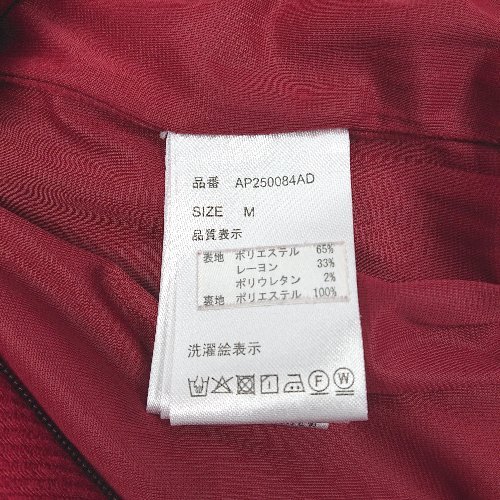 品番 AP250084AD
SIZE M
品質表示
表地 ポリエステル 65%
レーヨン 33%
ポリウレタン 2%
裏地 ポリエステル 100%
洗濯絵表示
F W